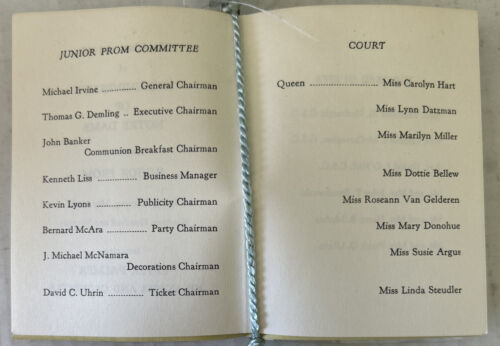 JUNIOR PROM COMMITTEE
Michael Irvine ............. General Chairman
Thomas G. Demling .. Executive Chairman
John Banker
Communion Breakfast Chairman
Kenneth Liss ............... Business Manager
Kevin Lyons .......... Publicity Chairman
Bernard McAra ............... Party Chairman
J. Michael McNamara
Decorations Chairman
David C. Uhrin .............. Ticket Chairman
COURT
Queen .................... Miss Carolyn Hart
Miss Lynn Datzman
Miss Marilyn Miller
Miss Dottie Bellew
Miss Roseann Van Gelderen
Miss Mary Donohue
Miss Susie Argus
Miss Linda Steudler